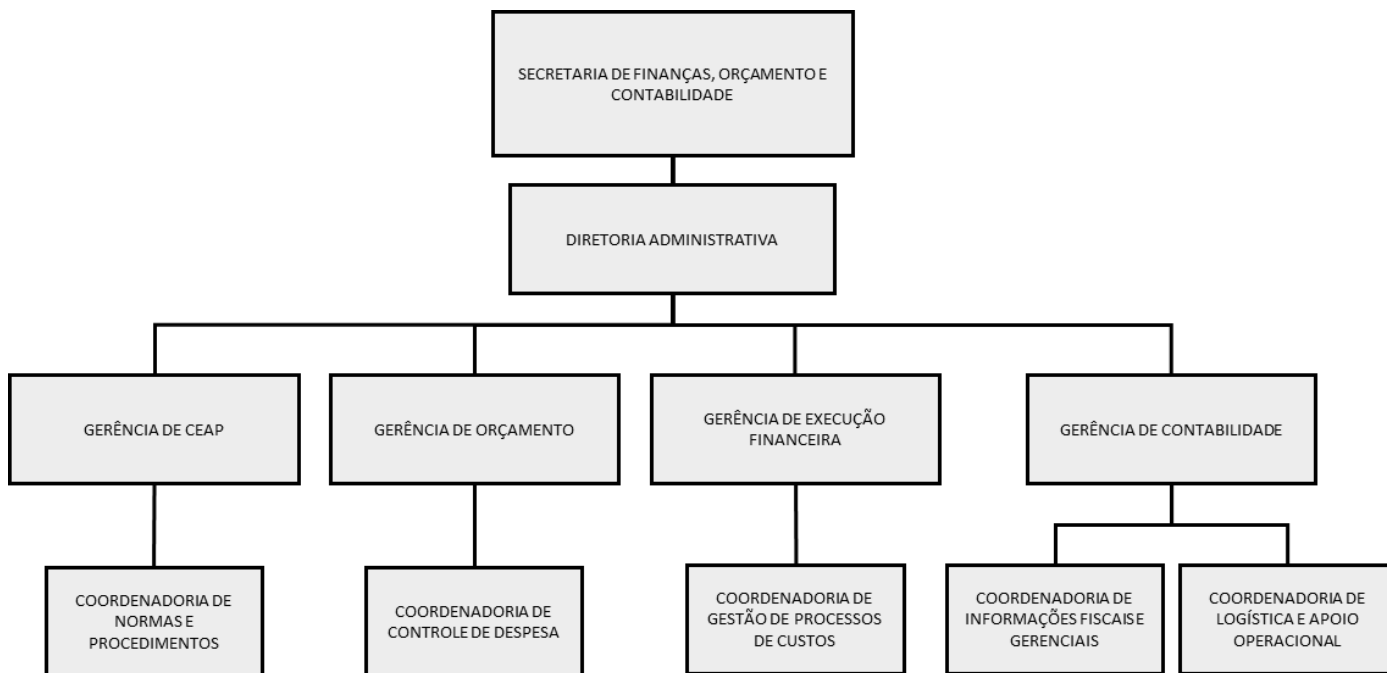 SECRETARIA DE FINANÇAS, ORÇAMENTO E
CONTABILIDADE
DIRETORIA ADMINISTRATIVA
GERÊNCIA DE CEAP
GERÊNCIA DE ORÇAMENTO
GERÊNCIA DE EXECUÇÃO
FINANCEIRA
GERÊNCIA DE CONTABILIDADE
COORDENADORIA DE
NORMAS E
PROCEDIMENTOS
COORDENADORIA DE
CONTROLE DE DESPESA
COORDENADORIA DE
GESTÃO DE PROCESSOS
DE CUSTOS
COORDENADORIA DE
INFORMAÇÕES FISCAIS E
GERENCIAIS
COORDENADORIA DE
LOGÍSTICA E APOIO
OPERACIONAL